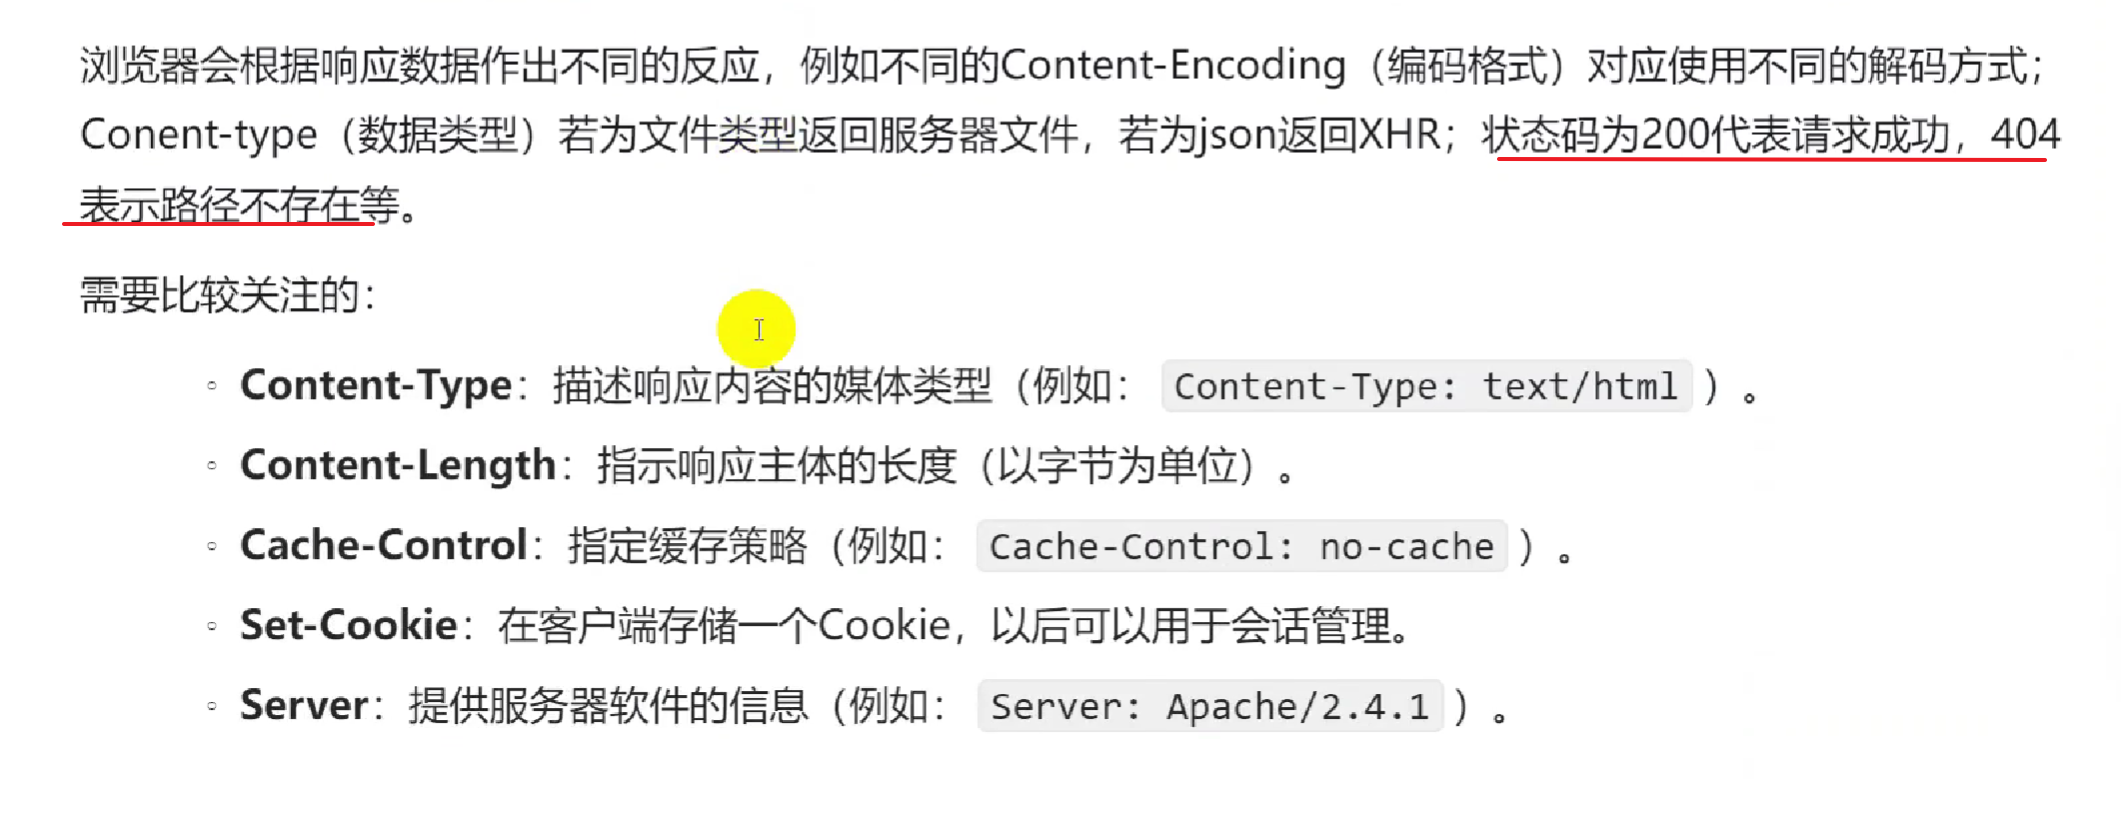 浏览器会根据响应数据作出不同的反应，例如不同的Content-Encoding（编码格式）对应使用不同的解码方式；
Conent-type（数据类型）若为文件类型返回服务器文件，若为json返回XHR；状态码为200代表请求成功，404
表示路径不存在等。
需要比较关注的：
◦ Content-Type：描述响应内容的媒体类型（例如： Content-Type: text/html ）。
◦ Content-Length：指示响应主体的长度（以字节为单位）。
◦ Cache-Control：指定缓存策略（例如： Cache-Control: no-cache ）。
◦ Set-Cookie：在客户端存储一个Cookie，以后可以用于会话管理。
◦ Server：提供服务器软件的信息（例如： Server: Apache/2.4.1 ）。